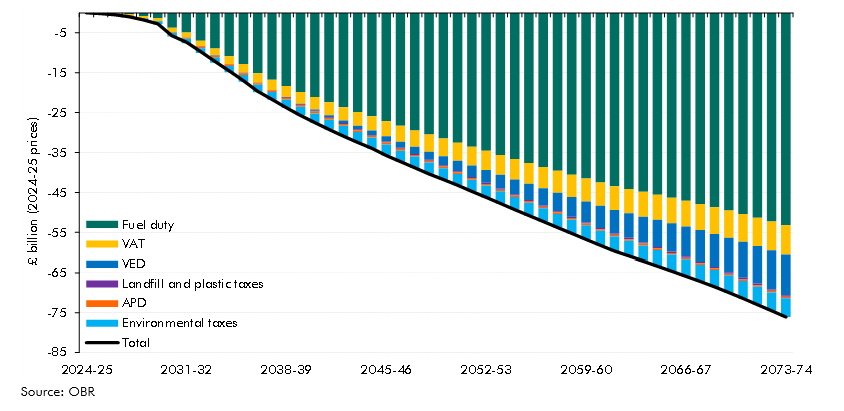 -5
-15
-25
-35
-45
-55
-65
-75
-85
£ billion (2024-25 prices)
Fuel duty
VAT
VED
Landfill and plastic taxes
APD
Environmental taxes
Total
2024-25 2031-32 2038-39 2045-46 2052-53 2059-60 2066-67 2073-74
Source: OBR